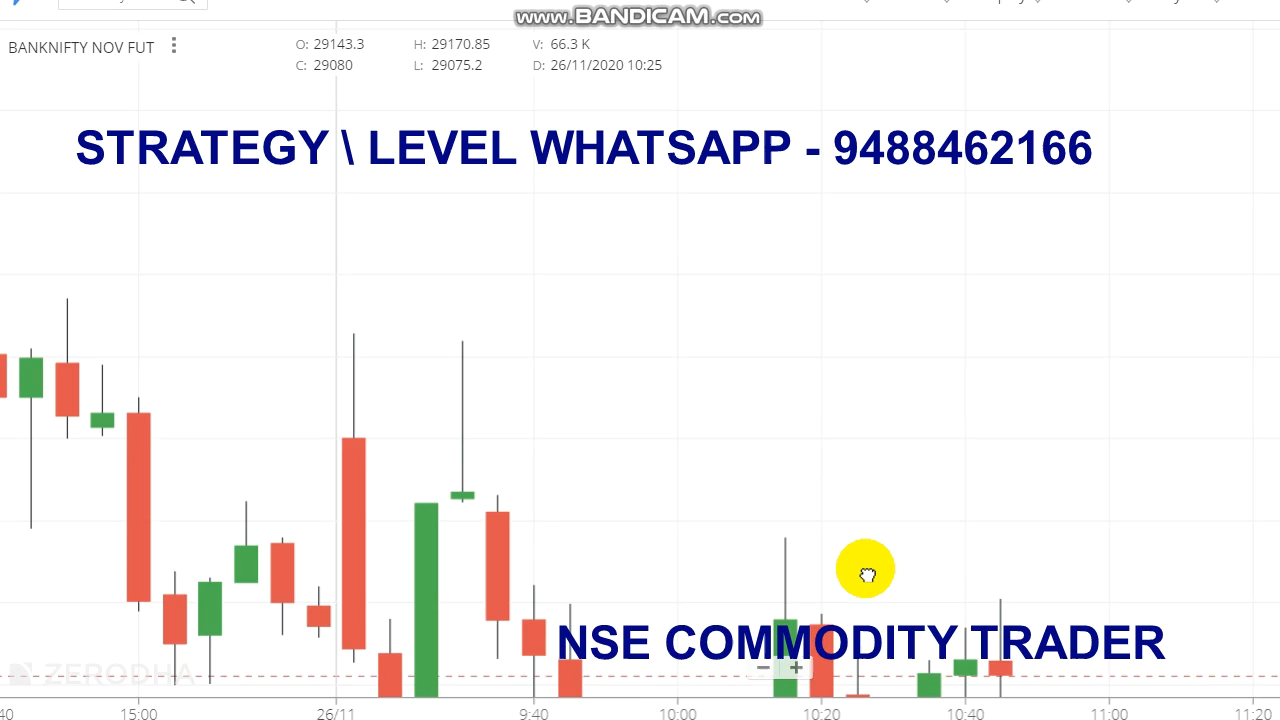 www.BANDICAM.com
BANKNIFTY NOV FUT
O: 29143.3 H: 29170.85 V: 66.3 K
C: 29080 L: 29075.2 D: 26/11/2020 10:25
STRATEGY \ LEVEL WHATSAPP - 9488462166
NSE COMMODITY TRADER
− +
ZERODHA
:40 15:00 26/11 9:40 10:00 10:20 10:40 11:00 11:20